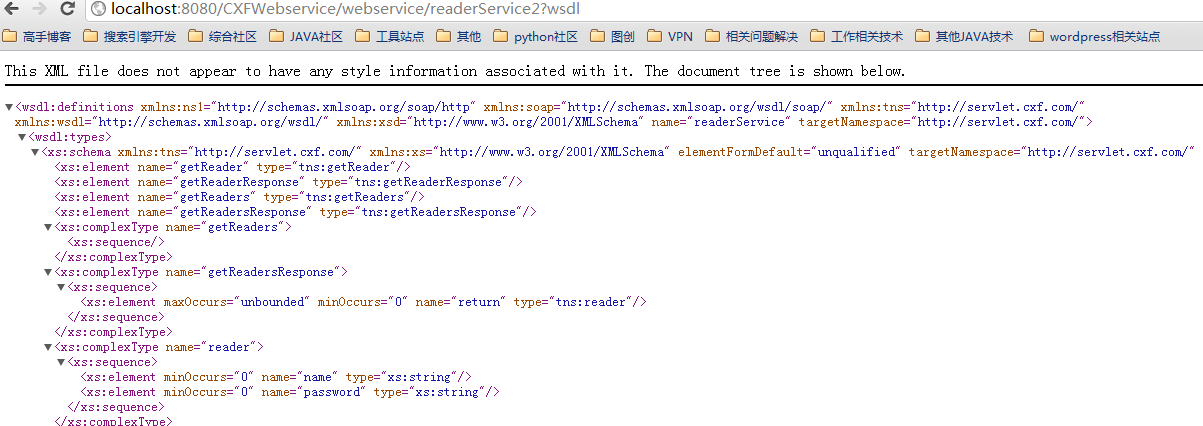 localhost:8080/CXFWebservice/webservice/readerService2?wsdl
高手博客 搜索引擎开发 综合社区 JAVA社区 工具站点 其他 python社区 图创 VPN 相关问题解决 工作相关技术 其他JAVA技术 wordpress相关站点
This XML file does not appear to have any style information associated with it. The document tree is shown below.
▼<wsdl:definitions xmlns:ns1="http://schemas.xmlsoap.org/soap/http" xmlns:soap="http://schemas.xmlsoap.org/wsdl/soap/" xmlns:tns="http://servlet.cxf.com/"
xmlns:wsdl="http://schemas.xmlsoap.org/wsdl/" xmlns:xsd="http://www.w3.org/2001/XMLSchema" name="readerService" targetNamespace="http://servlet.cxf.com/">
▼<wsdl:types>
▼<xs:schema xmlns:tns="http://servlet.cxf.com/" xmlns:xs="http://www.w3.org/2001/XMLSchema" elementFormDefault="unqualified" targetNamespace="http://servlet.cxf.com/"
<xs:element name="getReader" type="tns:getReader"/>
<xs:element name="getReaderResponse" type="tns:getReaderResponse"/>
<xs:element name="getReaders" type="tns:getReaders"/>
<xs:element name="getReadersResponse" type="tns:getReadersResponse"/>
▼<xs:complexType name="getReaders">
<xs:sequence/>
</xs:complexType>
▼<xs:complexType name="getReadersResponse">
▼<xs:sequence>
<xs:element maxOccurs="unbounded" minOccurs="0" name="return" type="tns:reader"/>
</xs:sequence>
</xs:complexType>
▼<xs:complexType name="reader">
▼<xs:sequence>
<xs:element minOccurs="0" name="name" type="xs:string"/>
<xs:element minOccurs="0" name="password" type="xs:string"/>
</xs:sequence>
</xs:complexType>